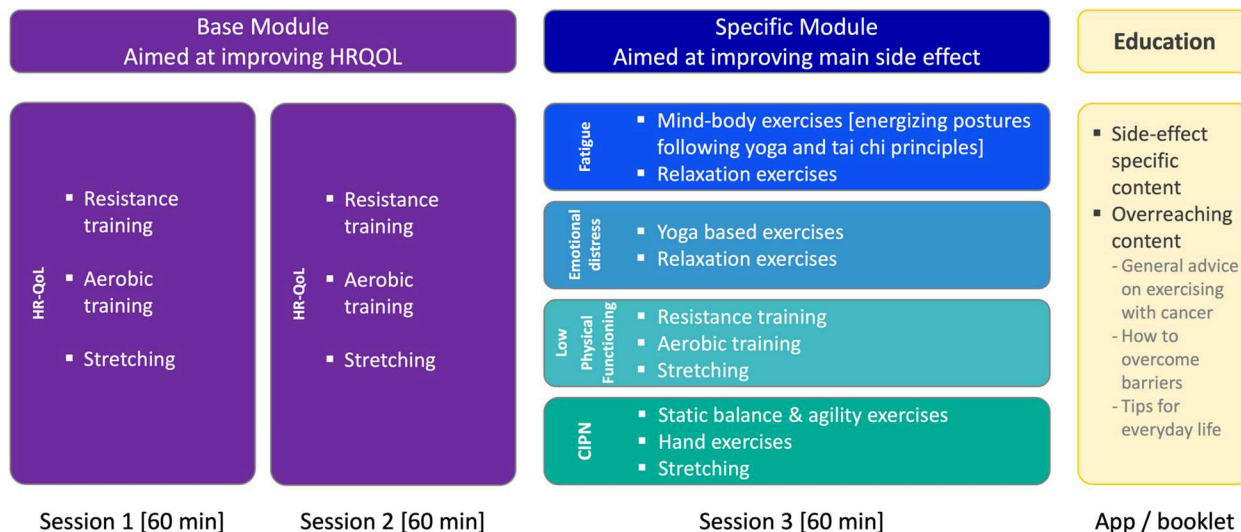 Base Module
Aimed at improving HRQOL
Specific Module
Aimed at improving main side effect
Education
HR-QoL
▪ Resistance
training
▪ Aerobic
training
▪ Stretching
HR-QoL
▪ Resistance
training
▪ Aerobic
training
▪ Stretching
Fatigue
▪ Mind-body exercises [energizing postures
following yoga and tai chi principles]
▪ Relaxation exercises
Emotional
distress
▪ Yoga based exercises
▪ Relaxation exercises
Low
Physical
Functioning
▪ Resistance training
▪ Aerobic training
▪ Stretching
CIPN
▪ Static balance & agility exercises
▪ Hand exercises
▪ Stretching
▪ Side-effect
specific
content
▪ Overreaching
content
- General advice
on exercising
with cancer
- How to
overcome
barriers
- Tips for
everyday life
Session 1 [60 min]
Session 2 [60 min]
Session 3 [60 min]
App / booklet